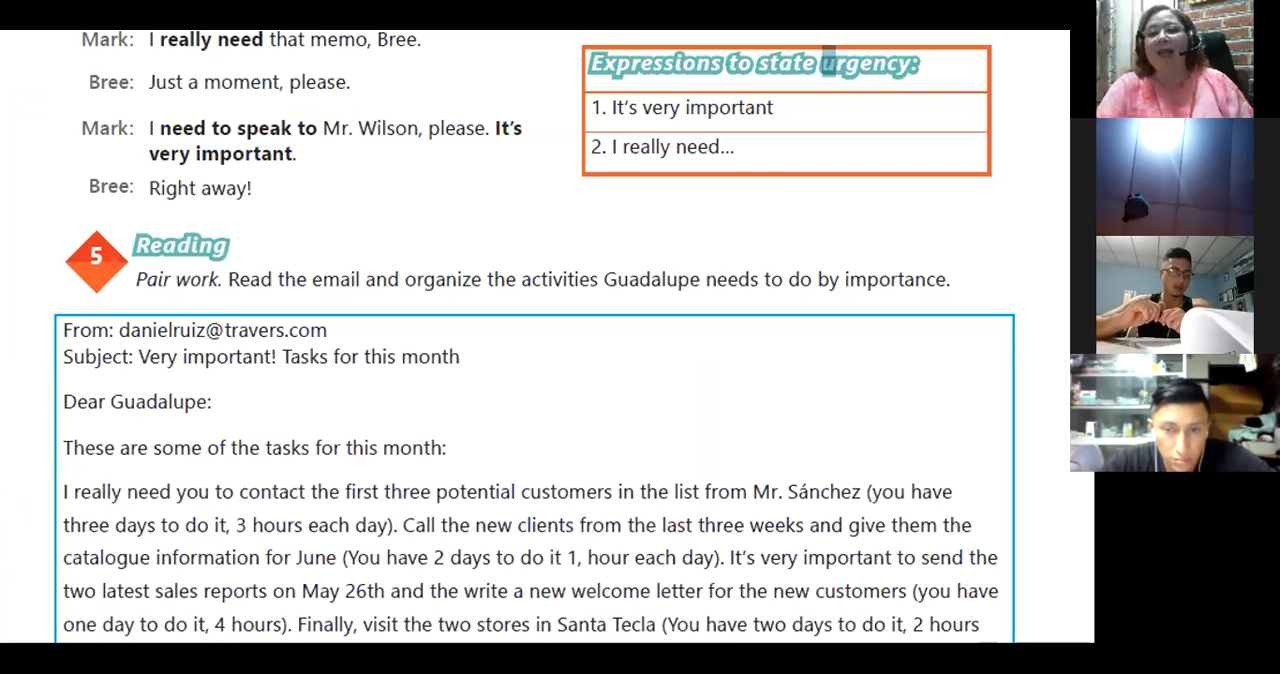 Mark: I really need that memo, Bree.
Bree: Just a moment, please.
Mark: I need to speak to Mr. Wilson, please. It's
very important.
Bree: Right away!
Expressions to state urgency:
1. It's very important
2. I really need...
5 Reading
Pair work. Read the email and organize the activities Guadalupe needs to do by importance.
From: danielruiz@travers.com
Subject: Very important! Tasks for this month
Dear Guadalupe:
These are some of the tasks for this month:
I really need you to contact the first three potential customers in the list from Mr. Sánchez (you have
three days to do it, 3 hours each day). Call the new clients from the last three weeks and give them the
catalogue information for June (You have 2 days to do it 1, hour each day). It's very important to send the
two latest sales reports on May 26th and the write a new welcome letter for the new customers (you have
one day to do it, 4 hours). Finally, visit the two stores in Santa Tecla (You have two days to do it, 2 hours